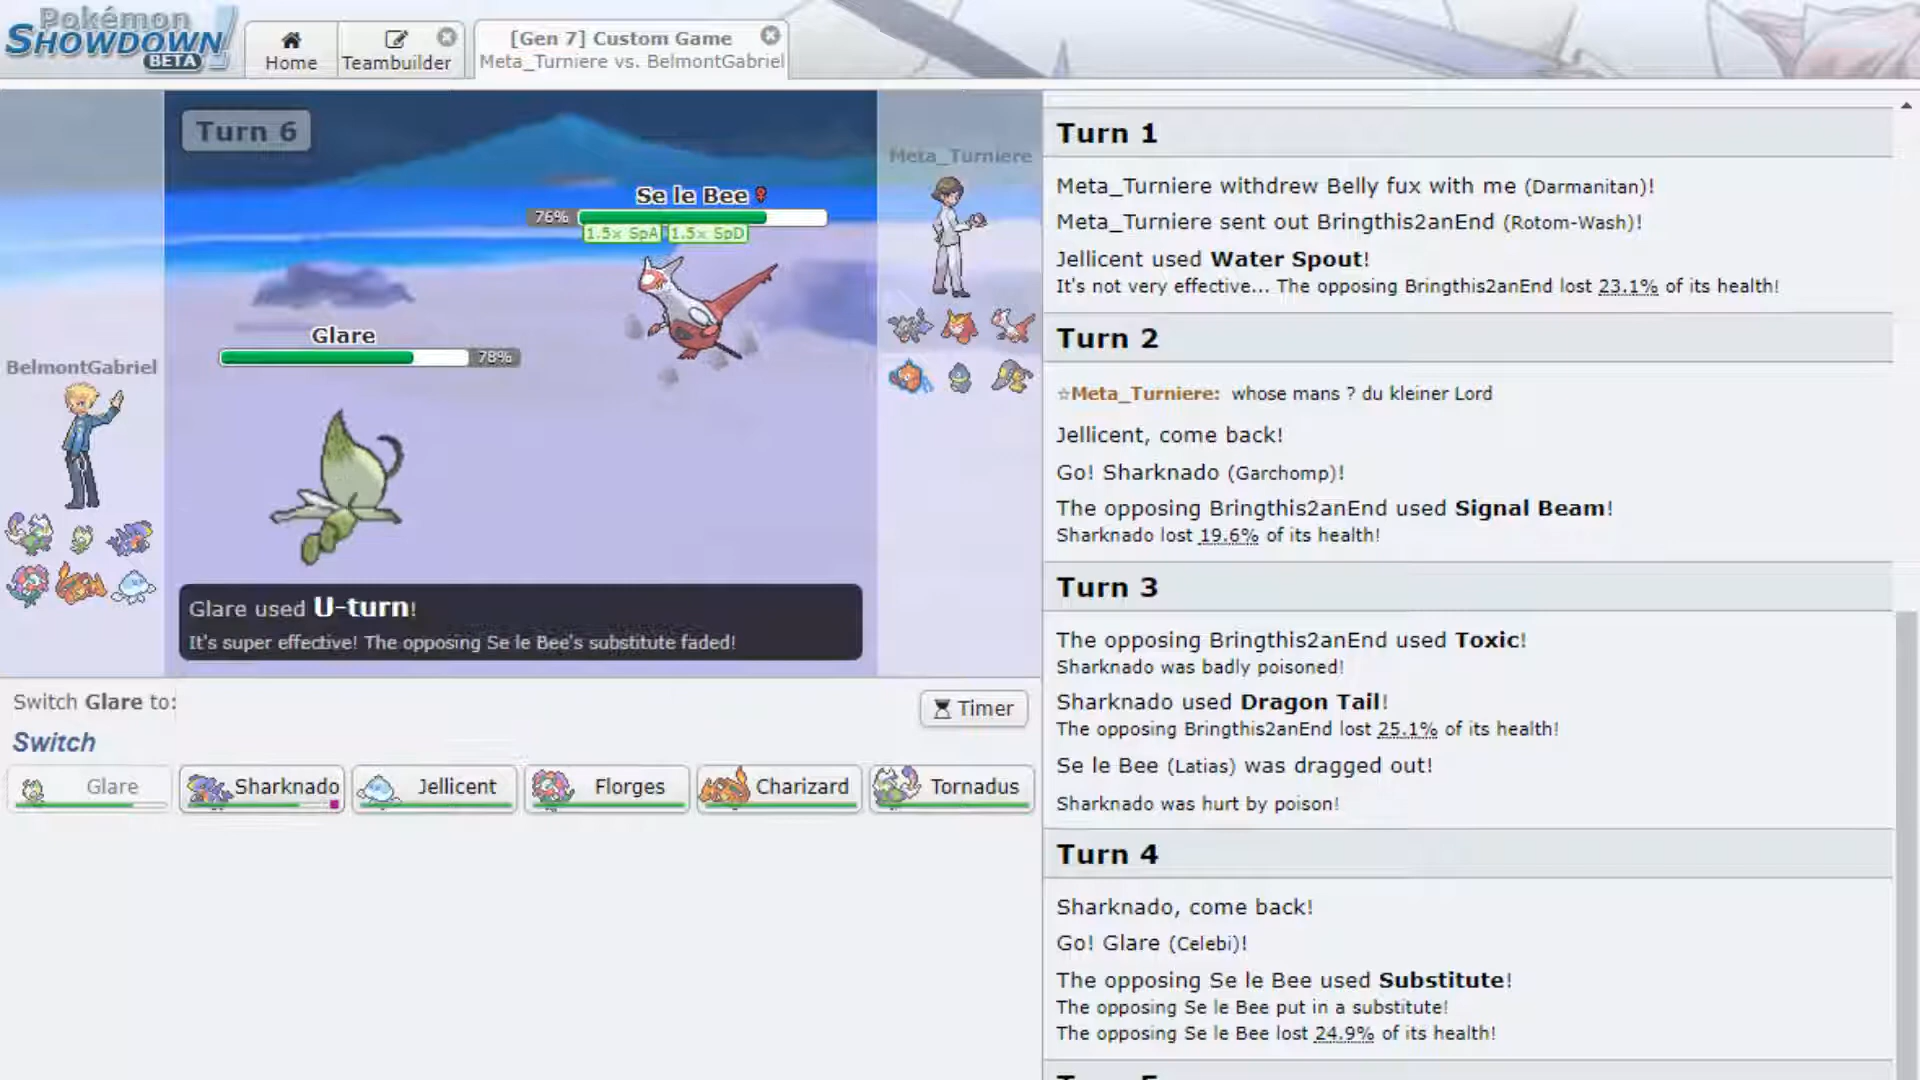 Pokémon
SHOWDOWN!
BETA
Home
Teambuilder
[Gen 7] Custom Game
Meta_Turniere vs. BelmontGabriel
Turn 6
Se le Bee
76%
1.5× SpA 1.5× SpD
Glare
78%
BelmontGabriel
Meta_Turniere
Glare used U-turn!
It's super effective! The opposing Se le Bee's substitute faded!
Switch Glare to:
Timer
Switch
Glare
Sharknado
Jellicent
Florges
Charizard
Tornadus
Turn 1
Meta_Turniere withdrew Belly fux with me (Darmanitan)!
Meta_Turniere sent out Bringthis2anEnd (Rotom-Wash)!
Jellicent used Water Spout!
It's not very effective... The opposing Bringthis2anEnd lost 23.1% of its health!
Turn 2
☆Meta_Turniere: whose mans ? du kleiner Lord
Jellicent, come back!
Go! Sharknado (Garchomp)!
The opposing Bringthis2anEnd used Signal Beam!
Sharknado lost 19.6% of its health!
Turn 3
The opposing Bringthis2anEnd used Toxic!
Sharknado was badly poisoned!
Sharknado used Dragon Tail!
The opposing Bringthis2anEnd lost 25.1% of its health!
Se le Bee (Latias) was dragged out!
Sharknado was hurt by poison!
Turn 4
Sharknado, come back!
Go! Glare (Celebi)!
The opposing Se le Bee used Substitute!
The opposing Se le Bee put in a substitute!
The opposing Se le Bee lost 24.9% of its health!